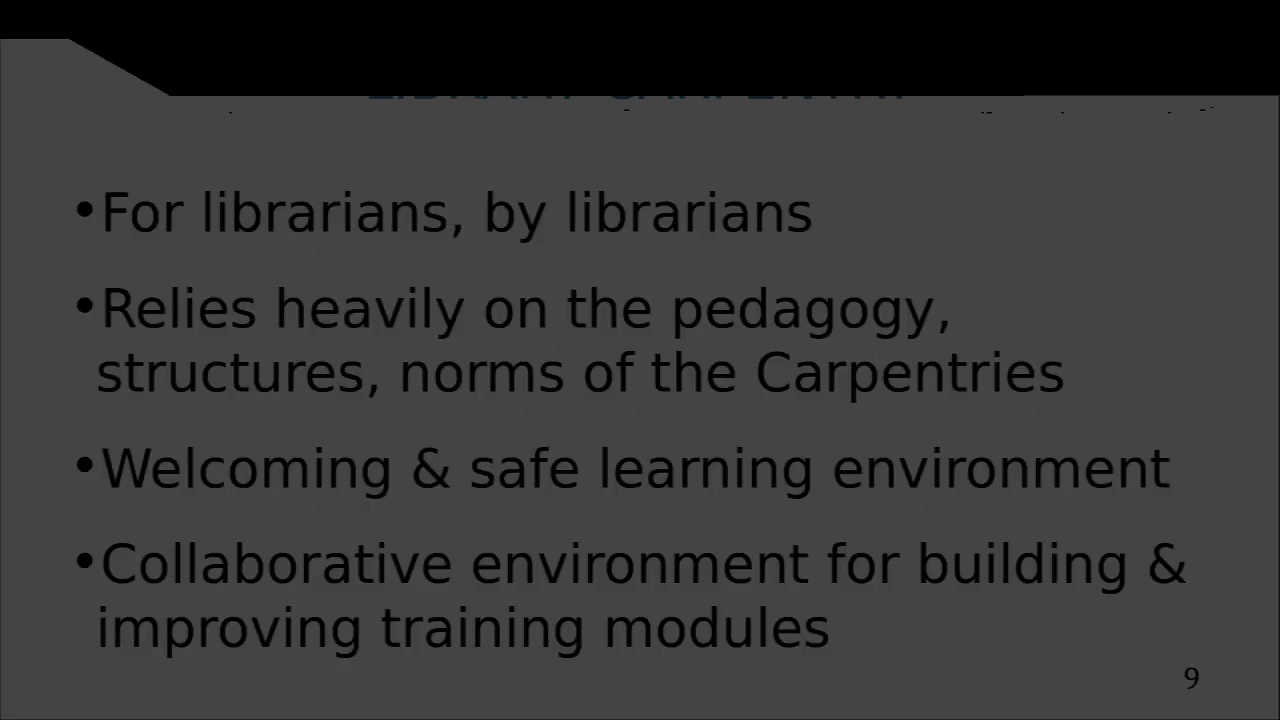 • For librarians, by librarians
• Relies heavily on the pedagogy,
structures, norms of the Carpentries
• Welcoming & safe learning environment
• Collaborative environment for building &
improving training modules
9